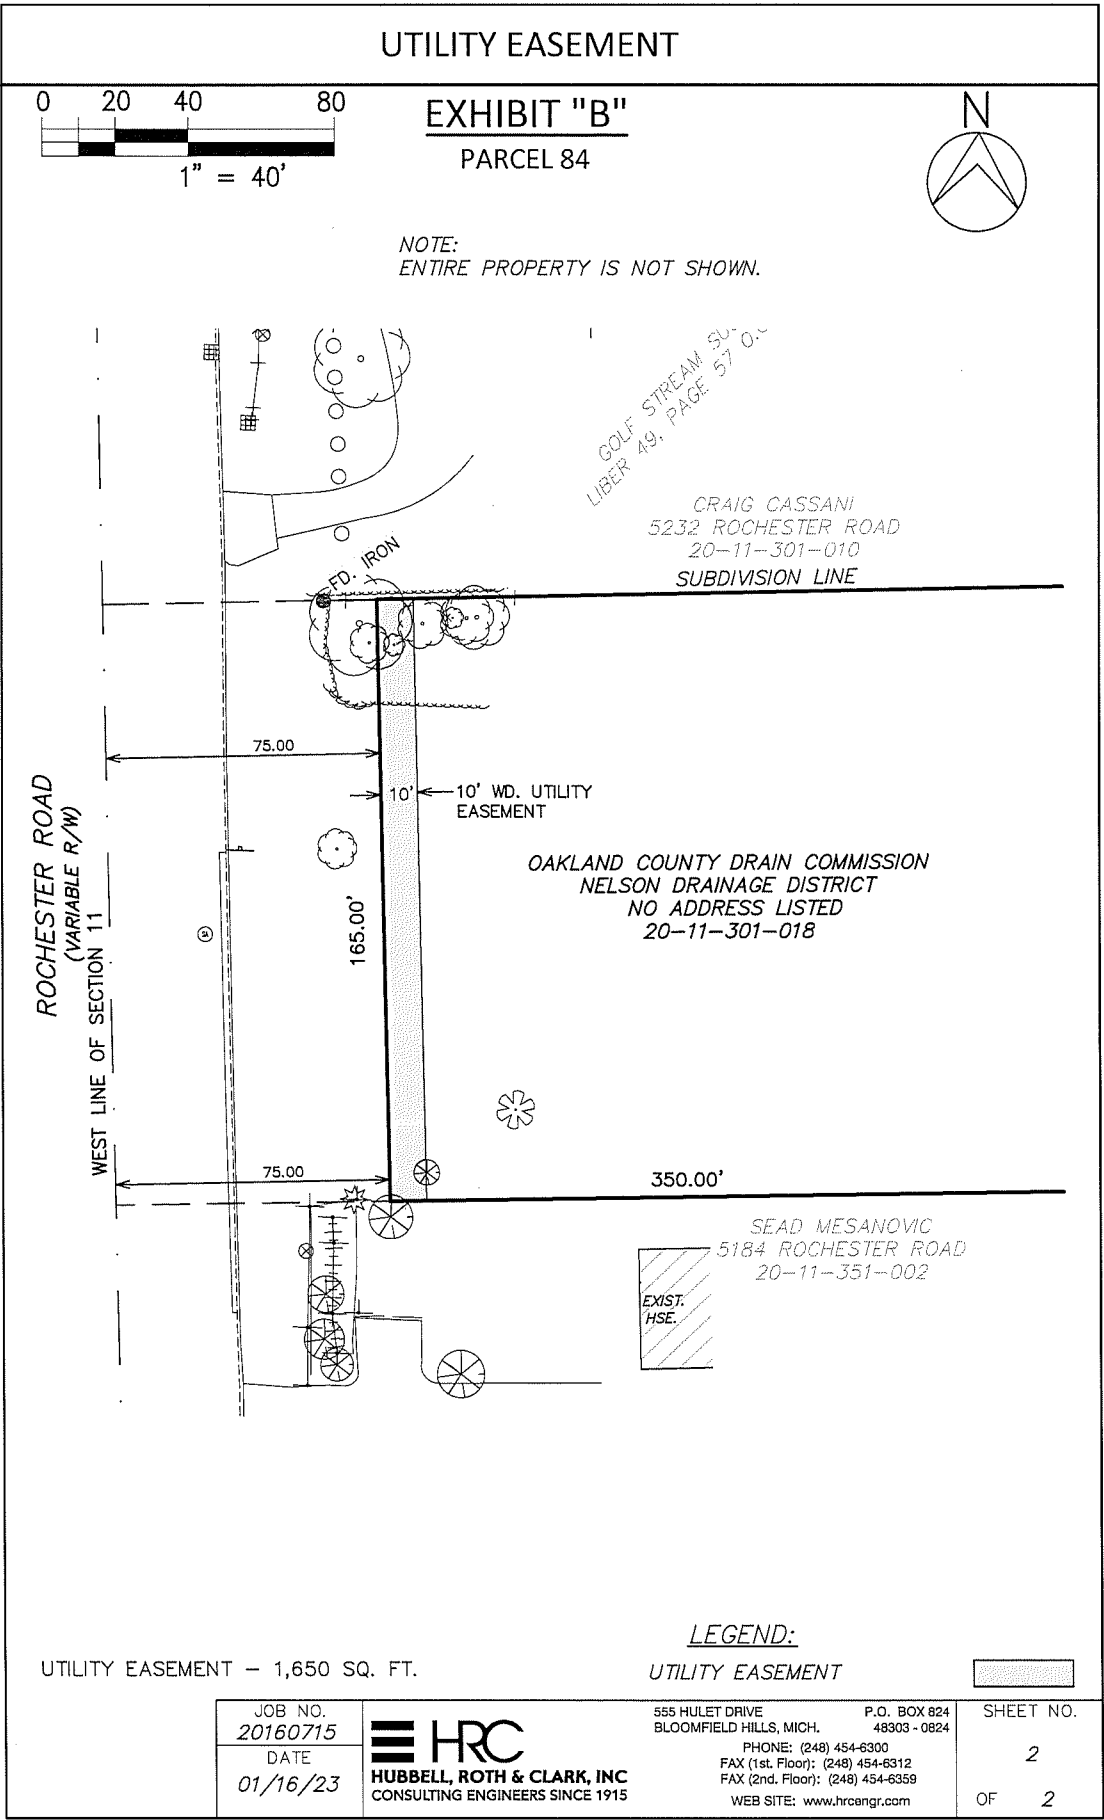 UTILITY EASEMENT
0 20 40 80
1" = 40'
EXHIBIT "B"
PARCEL 84
N
NOTE:
ENTIRE PROPERTY IS NOT SHOWN.
GOLF STREAM
LIBER 49, PAGE 57
CRAIG CASSANI
5232 ROCHESTER ROAD
20-11-301-010
SUBDIVISION LINE
FD. IRON
75.00
10'
10' WD. UTILITY
EASEMENT
ROCHESTER ROAD
(VARIABLE R/W)
WEST LINE OF SECTION 11
165.00'
OAKLAND COUNTY DRAIN COMMISSION
NELSON DRAINAGE DISTRICT
NO ADDRESS LISTED
20-11-301-018
75.00
350.00'
SEAD MESANOVIC
5184 ROCHESTER ROAD
20-11-351-002
EXIST.
HSE.
LEGEND:
UTILITY EASEMENT - 1,650 SQ. FT.
UTILITY EASEMENT
JOB NO.
20160715
DATE
01/16/23
HRC
HUBBELL, ROTH & CLARK, INC
CONSULTING ENGINEERS SINCE 1915
555 HULET DRIVE P.O. BOX 824
BLOOMFIELD HILLS, MICH. 48303 - 0824
PHONE: (248) 454-6300
FAX (1st. Floor): (248) 454-6312
FAX (2nd. Floor): (248) 454-6359
WEB SITE: www.hrcengr.com
SHEET NO.
2
OF 2